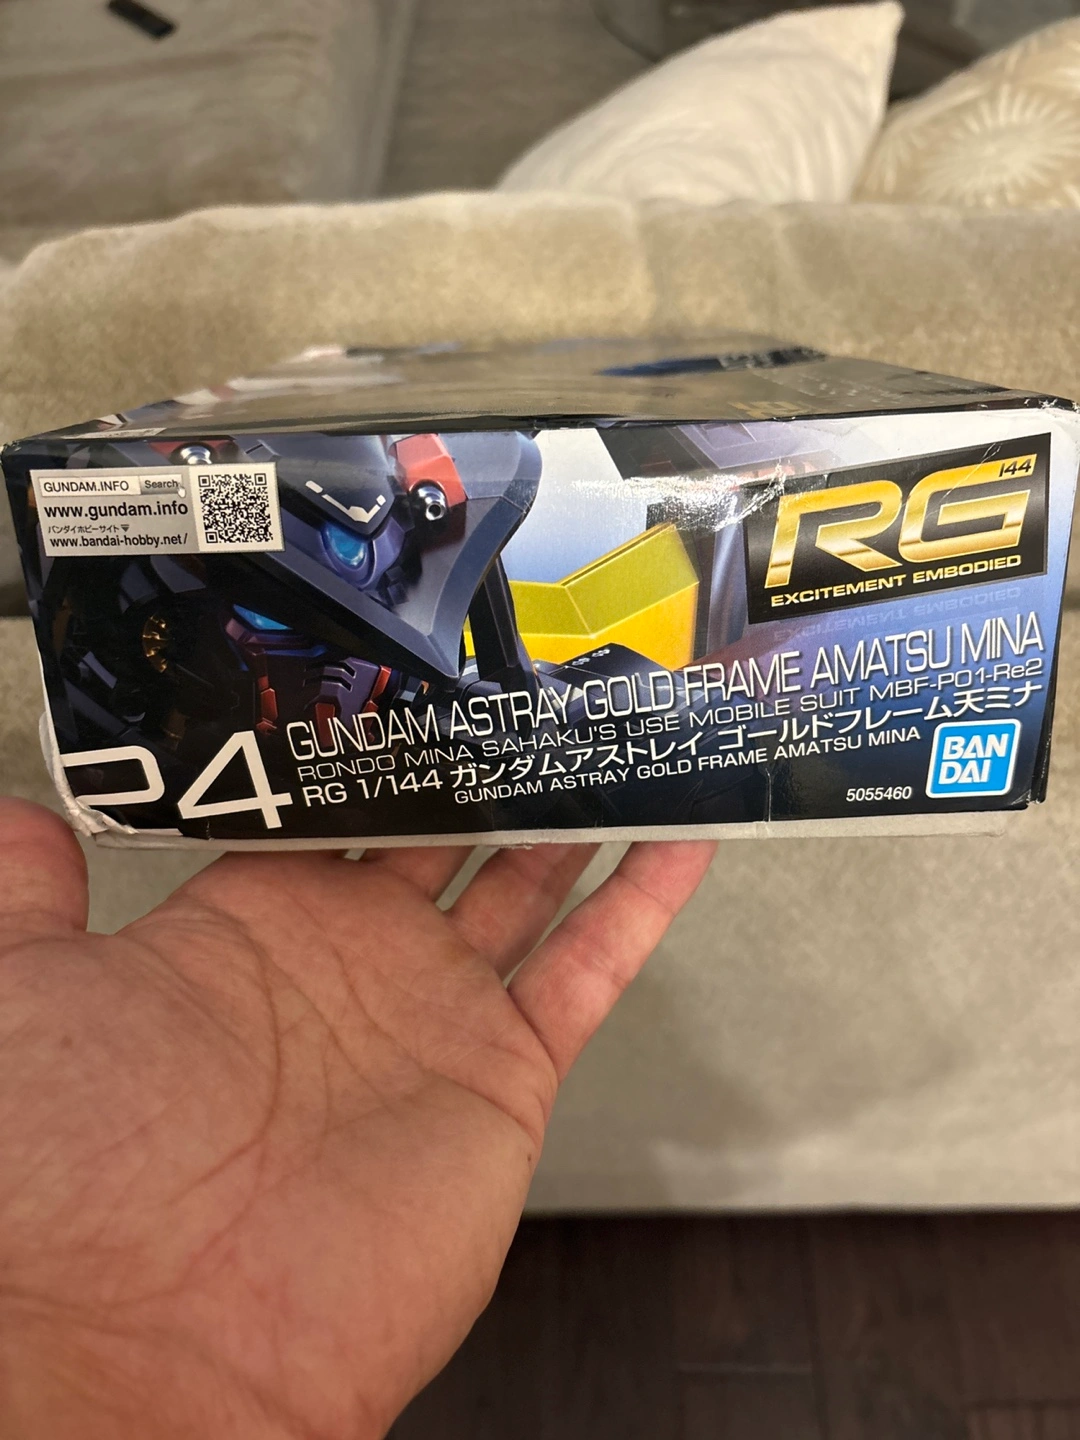 GUNDAM.INFO Search
www.gundam.info
バンダイホビーサイト▼
www.bandai-hobby.net/
RG 144
EXCITEMENT EMBODIED
GUNDAM ASTRAY GOLD FRAME AMATSU MINA
RONDO MINA SAHAKU'S USE MOBILE SUIT MBF-P01-Re2
24 RG 1/144 ガンダムアストレイ ゴールドフレーム天ミナ
GUNDAM ASTRAY GOLD FRAME AMATSU MINA
5055460
BAN
DAI